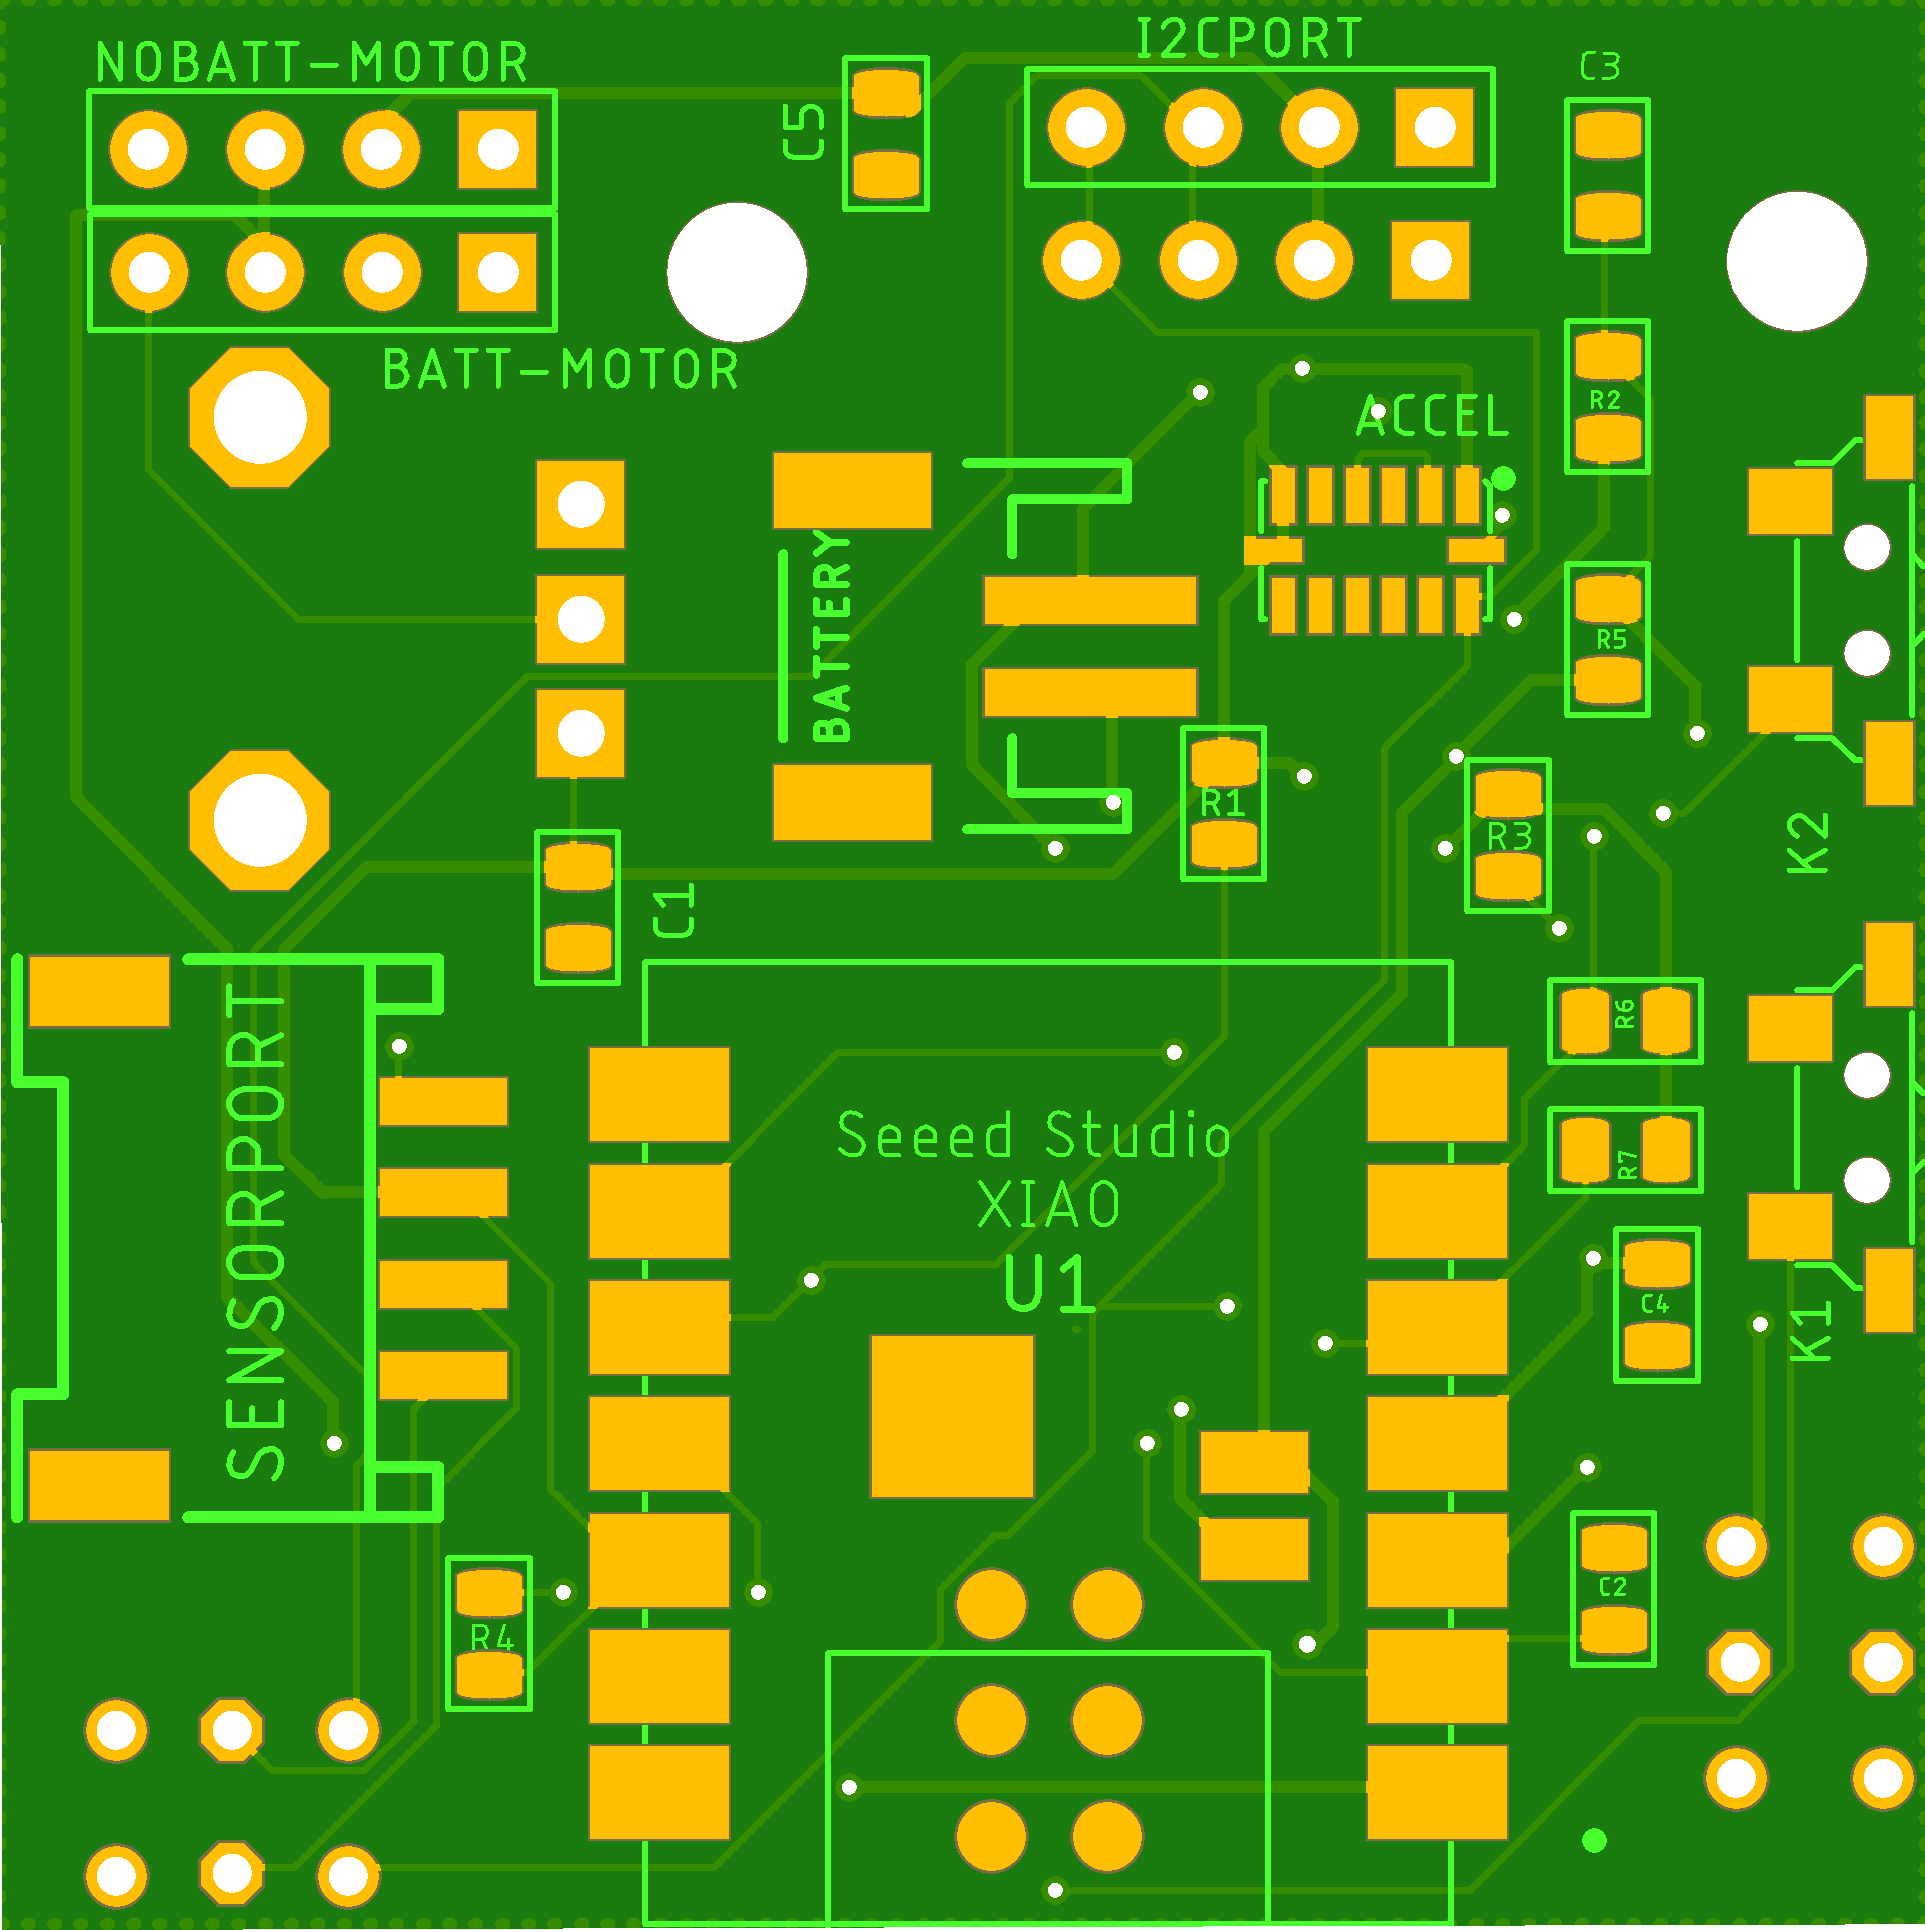 I2CPORT
NOBATT-MOTOR
C3
C5
BATT-MOTOR
R2
ACCEL
BATTERY
R5
R1
R3
K2
C1
SENSORPORT
R6
Seeed Studio
R7
XIAO
U1
C4
K1
C2
R4